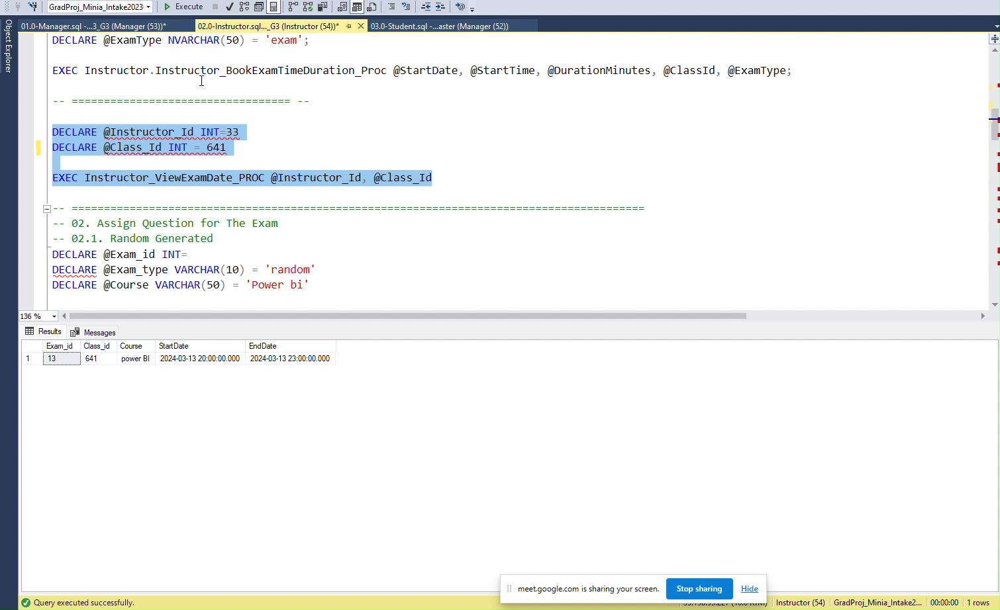 GradProj_Minia_Intake2023
Execute
Object Explorer
01.0-Manager.sql -...3_G3 (Manager (53))*
02.0-Instructor.sql..._G3 (Instructor (54))*
03.0-Student.sql -...aster (Manager (52))
DECLARE @ExamType NVARCHAR(50) = 'exam';
EXEC Instructor.Instructor_BookExamTimeDuration_Proc @StartDate, @StartTime, @DurationMinutes, @ClassId, @ExamType;
-- ================================== --
DECLARE @Instructor_Id INT=33
DECLARE @Class_Id INT = 641
EXEC Instructor_ViewExamDate_PROC @Instructor_Id, @Class_Id
-- =========================================================================================
-- 02. Assign Question for The Exam
-- 02.1. Random Generated
DECLARE @Exam_id INT=
DECLARE @Exam_type VARCHAR(10) = 'random'
DECLARE @Course VARCHAR(50) = 'Power bi'
136 %
Results Messages
Exam_id Class_id Course StartDate EndDate
1 13 641 power BI 2024-03-13 20:00:00.000 2024-03-13 23:00:00.000
meet.google.com is sharing your screen. Stop sharing Hide
Query executed successfully.
Instructor (54) GradProj_Minia_Intake2... 00:00:00 1 rows